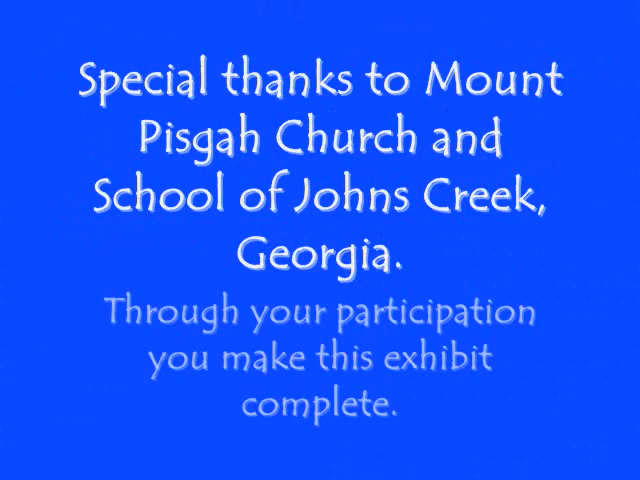 Special thanks to Mount
Pisgah Church and
School of Johns Creek,
Georgia.
Through your participation
you make this exhibit
complete.